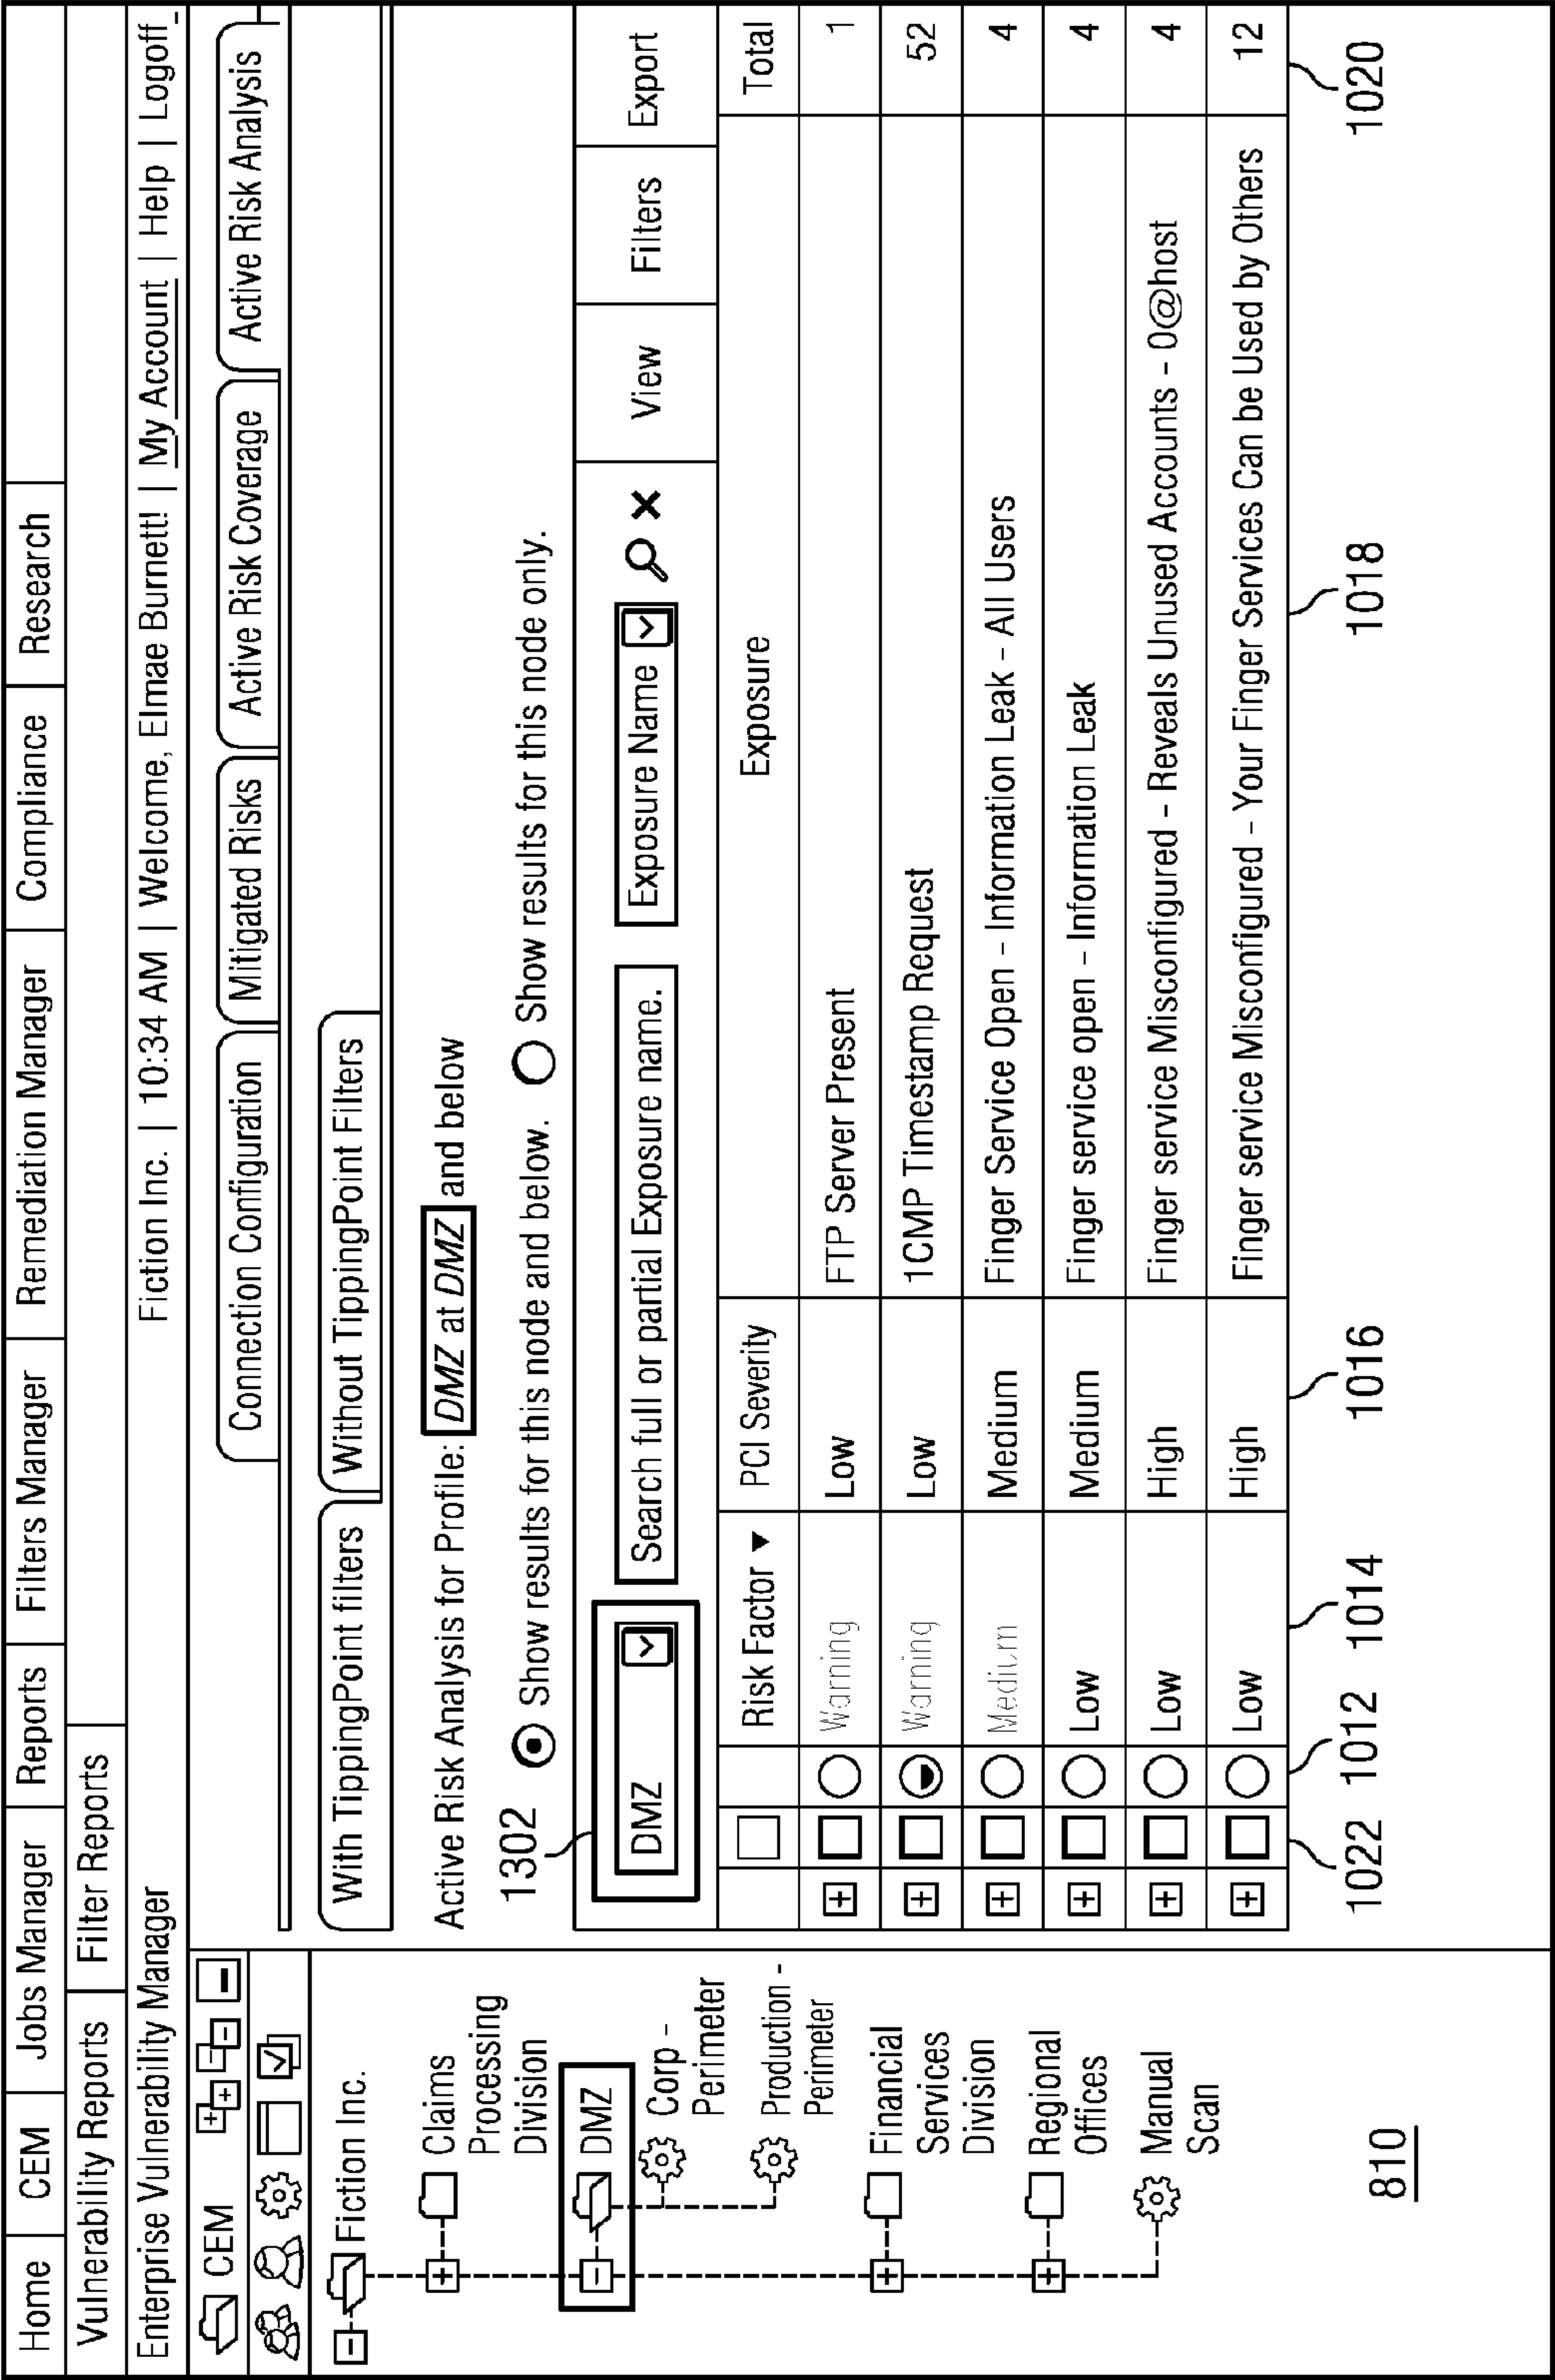 Home CEM Jobs Manager Reports Filters Manager Remediation Manager Compliance Research
Vulnerability Reports Filter Reports
Enterprise Vulnerability Manager Fiction Inc. | 10:34 AM | Welcome, Elmae Burnett! | My Account | Help | Logoff
CEM
Fiction Inc.
Claims
Processing
Division
DMZ
Corp -
Perimeter
Production -
Perimeter
Financial
Services
Division
Regional
Offices
Manual
Scan
810
Connection Configuration Mitigated Risks Active Risk Coverage Active Risk Analysis
With TippingPoint filters Without TippingPoint Filters
Active Risk Analysis for Profile: DMZ at DMZ and below
1302 Show results for this node and below. Show results for this node only.
DMZ Search full or partial Exposure name. Exposure Name View Filters Export
Risk Factor ▼ PCI Severity Exposure Total
Warning Low FTP Server Present 1
Warning Low 1CMP Timestamp Request 52
Medium Medium Finger Service Open - Information Leak - All Users 4
Low Medium Finger service open - Information Leak 4
Low High Finger service Misconfigured - Reveals Unused Accounts - 0@host 4
Low High Finger service Misconfigured - Your Finger Services Can be Used by Others 12
1022 1012 1014 1016 1018 1020